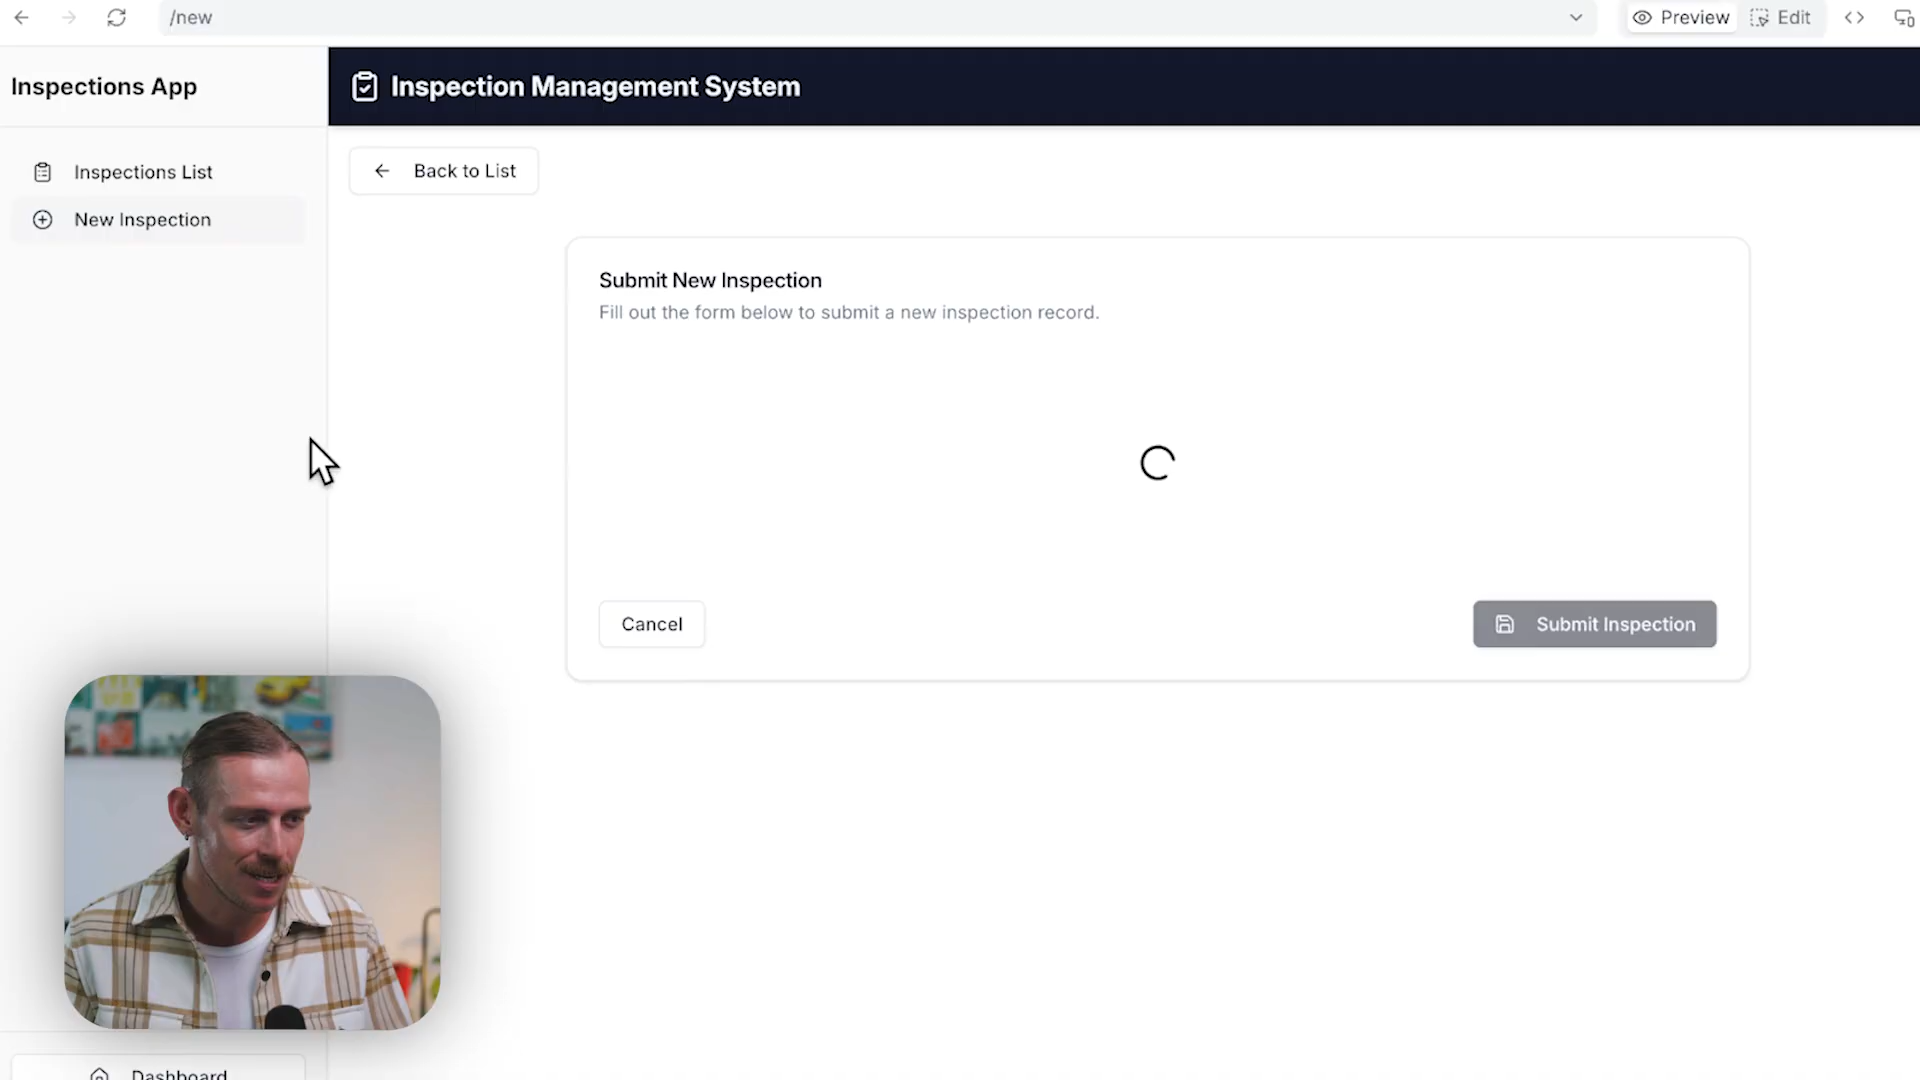 /new
Preview
Edit
Inspections App
Inspection Management System
Inspections List
New Inspection
Back to List
Submit New Inspection
Fill out the form below to submit a new inspection record.
Cancel
Submit Inspection
Dashboard